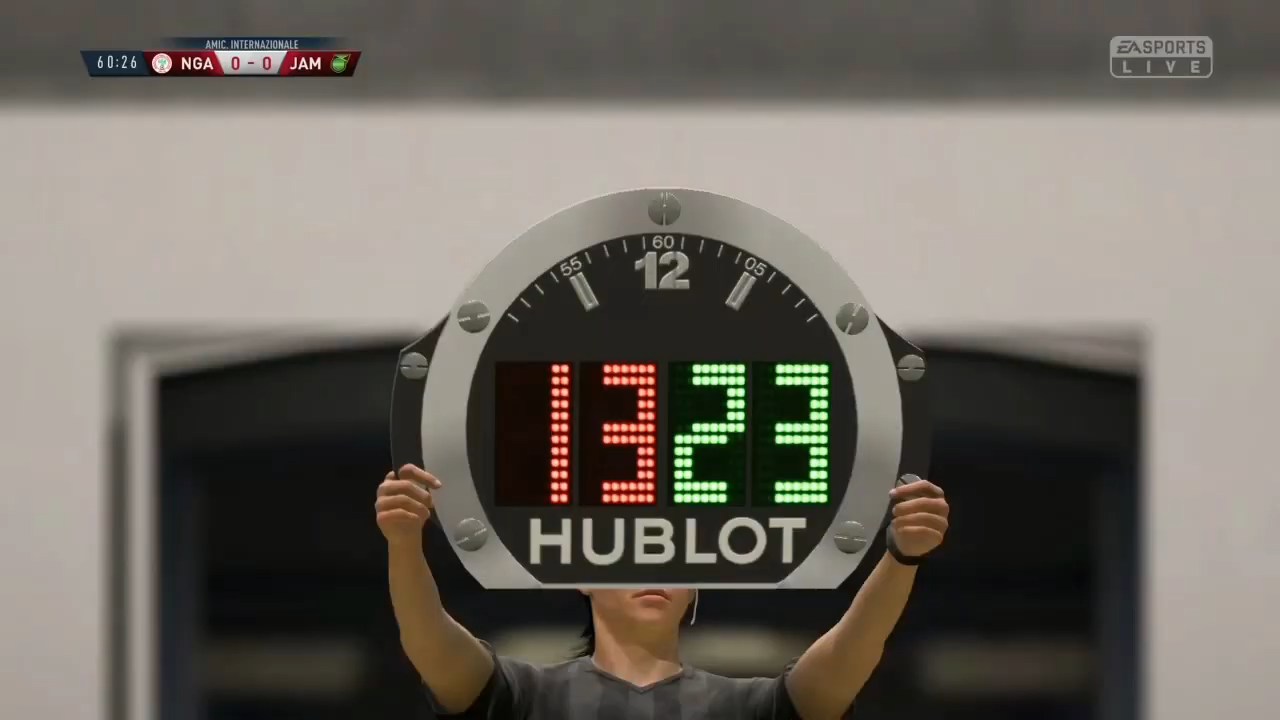 AMIC. INTERNAZIONALE
60:26 NGA 0 - 0 JAM
EA SPORTS
LIVE
55 60 05
12
13 23
HUBLOT